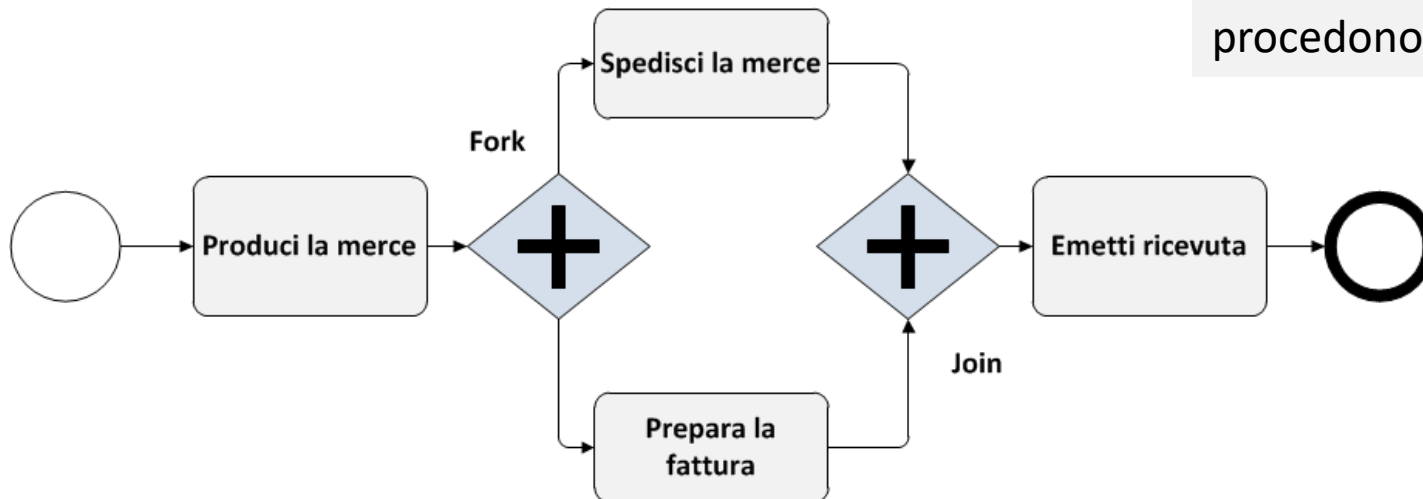 procedono
Spedisci la merce
Fork
Produci la merce
Emetti ricevuta
Join
Prepara la
fattura